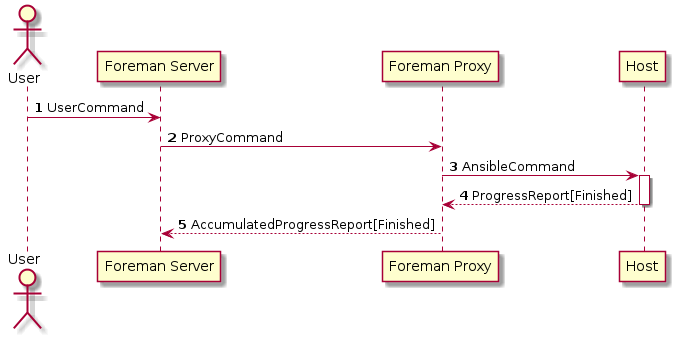 User
Foreman Server
Foreman Proxy
Host
1 UserCommand
2 ProxyCommand
3 AnsibleCommand
4 ProgressReport[Finished]
5 AccumulatedProgressReport[Finished]
User
Foreman Server
Foreman Proxy
Host